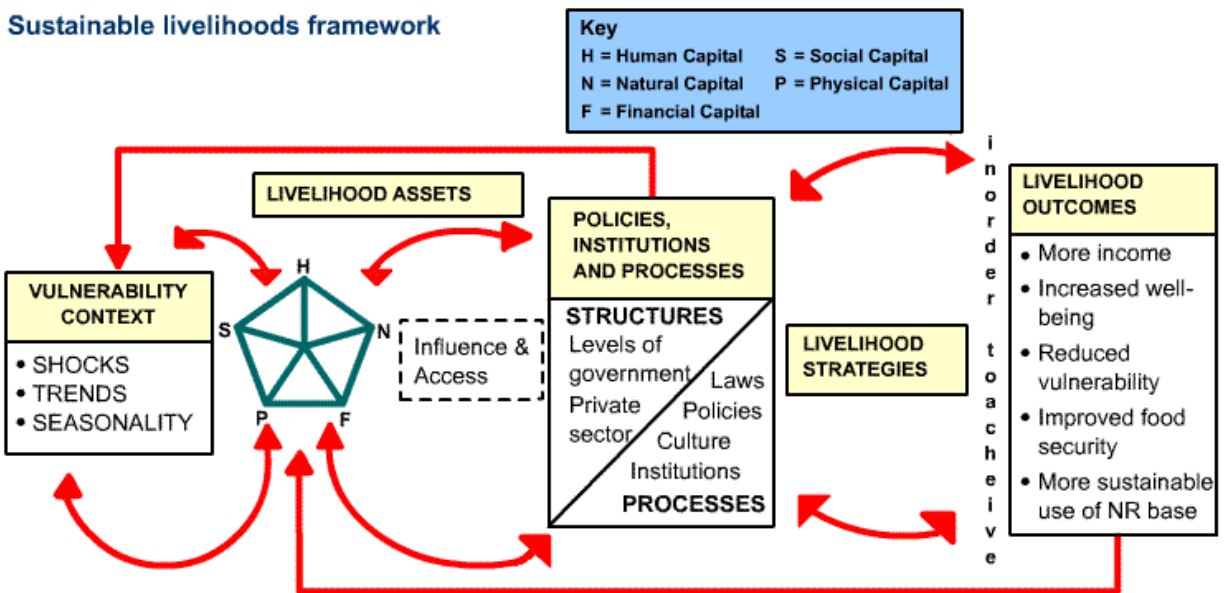 Sustainable livelihoods framework
Key
H = Human Capital S = Social Capital
N = Natural Capital P = Physical Capital
F = Financial Capital
LIVELIHOOD ASSETS
VULNERABILITY
CONTEXT
• SHOCKS
• TRENDS
• SEASONALITY
H
S
N
P
F
Influence &
Access
POLICIES,
INSTITUTIONS
AND PROCESSES
STRUCTURES
Levels of
government
Private
sector
Laws
Policies
Culture
Institutions
PROCESSES
LIVELIHOOD
STRATEGIES
inorder toacheive
LIVELIHOOD
OUTCOMES
• More income
• Increased well-
being
• Reduced
vulnerability
• Improved food
security
• More sustainable
use of NR base